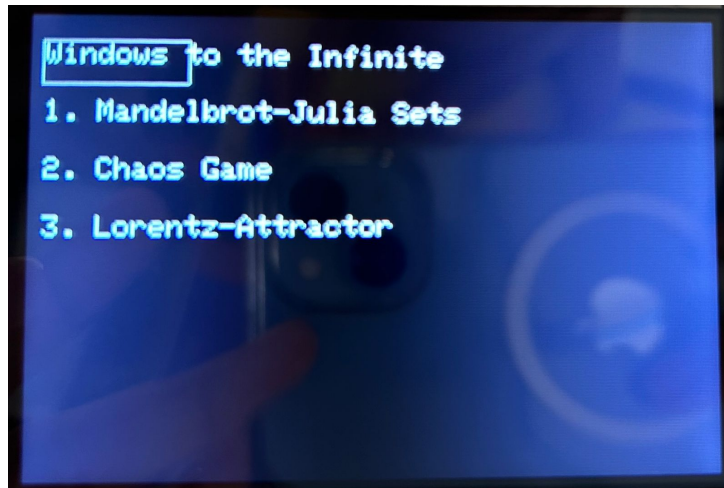 Windows to the Infinite
1. Mandelbrot-Julia Sets
2. Chaos Game
3. Lorentz-Attractor